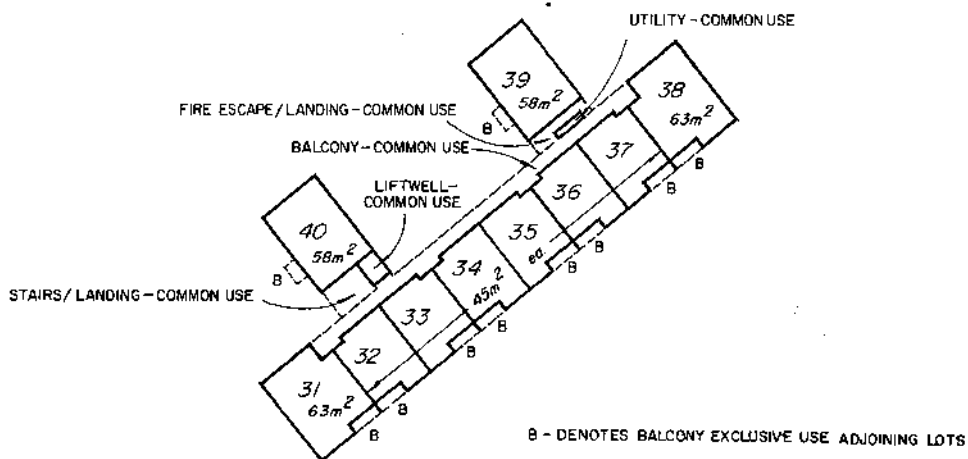 UTILITY - COMMON USE
39
58m²
38
63m²
FIRE ESCAPE/LANDING - COMMON USE
B
BALCONY - COMMON USE
37
LIFTWELL-
COMMON USE
36
B
B
40
58m²
35
ea
B
B
34
45m²
B
STAIRS/LANDING - COMMON USE
33
B
B
32
31
63m²
B
B
B - DENOTES BALCONY EXCLUSIVE USE ADJOINING LOTS